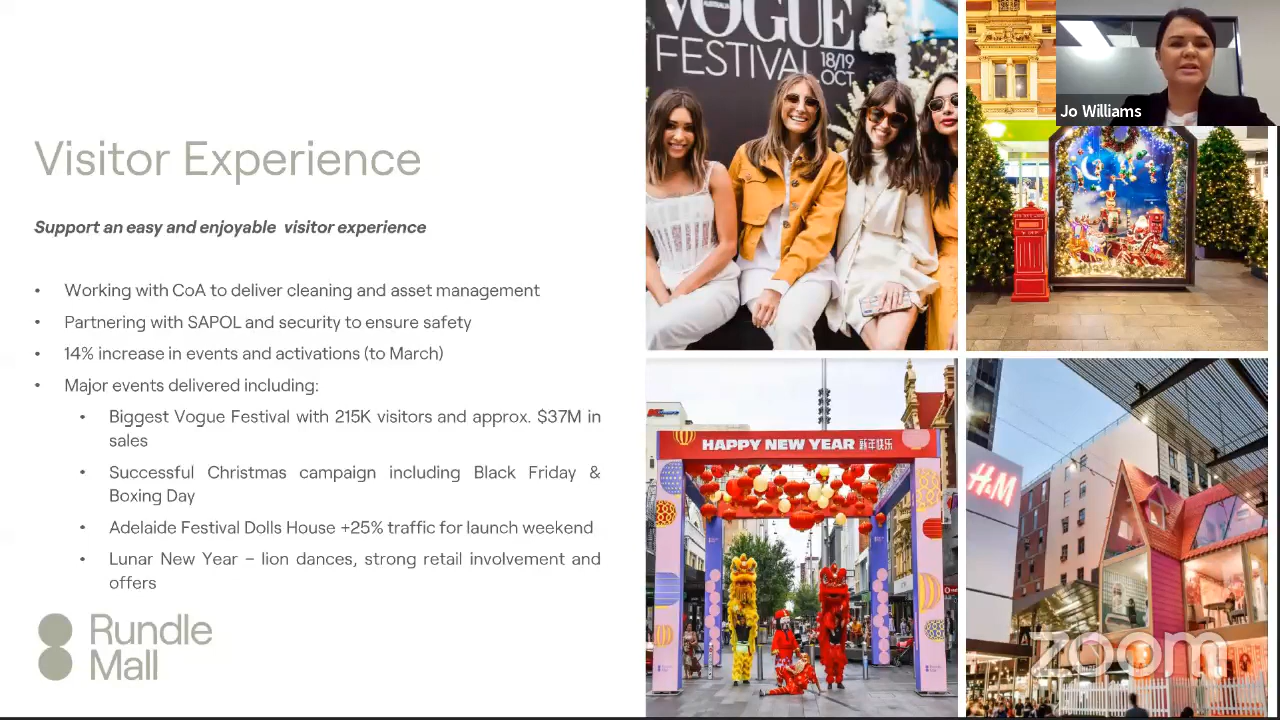 Visitor Experience
Support an easy and enjoyable visitor experience
• Working with CoA to deliver cleaning and asset management
• Partnering with SAPOL and security to ensure safety
• 14% increase in events and activations (to March)
• Major events delivered including:
• Biggest Vogue Festival with 215K visitors and approx. $37M in
sales
• Successful Christmas campaign including Black Friday &
Boxing Day
• Adelaide Festival Dolls House +25% traffic for launch weekend
• Lunar New Year – lion dances, strong retail involvement and
offers
Rundle
Mall
VOGUE
FESTIVAL 18/19
OCT
Jo Williams
HAPPY NEW YEAR 新年快乐
H&M
zoom